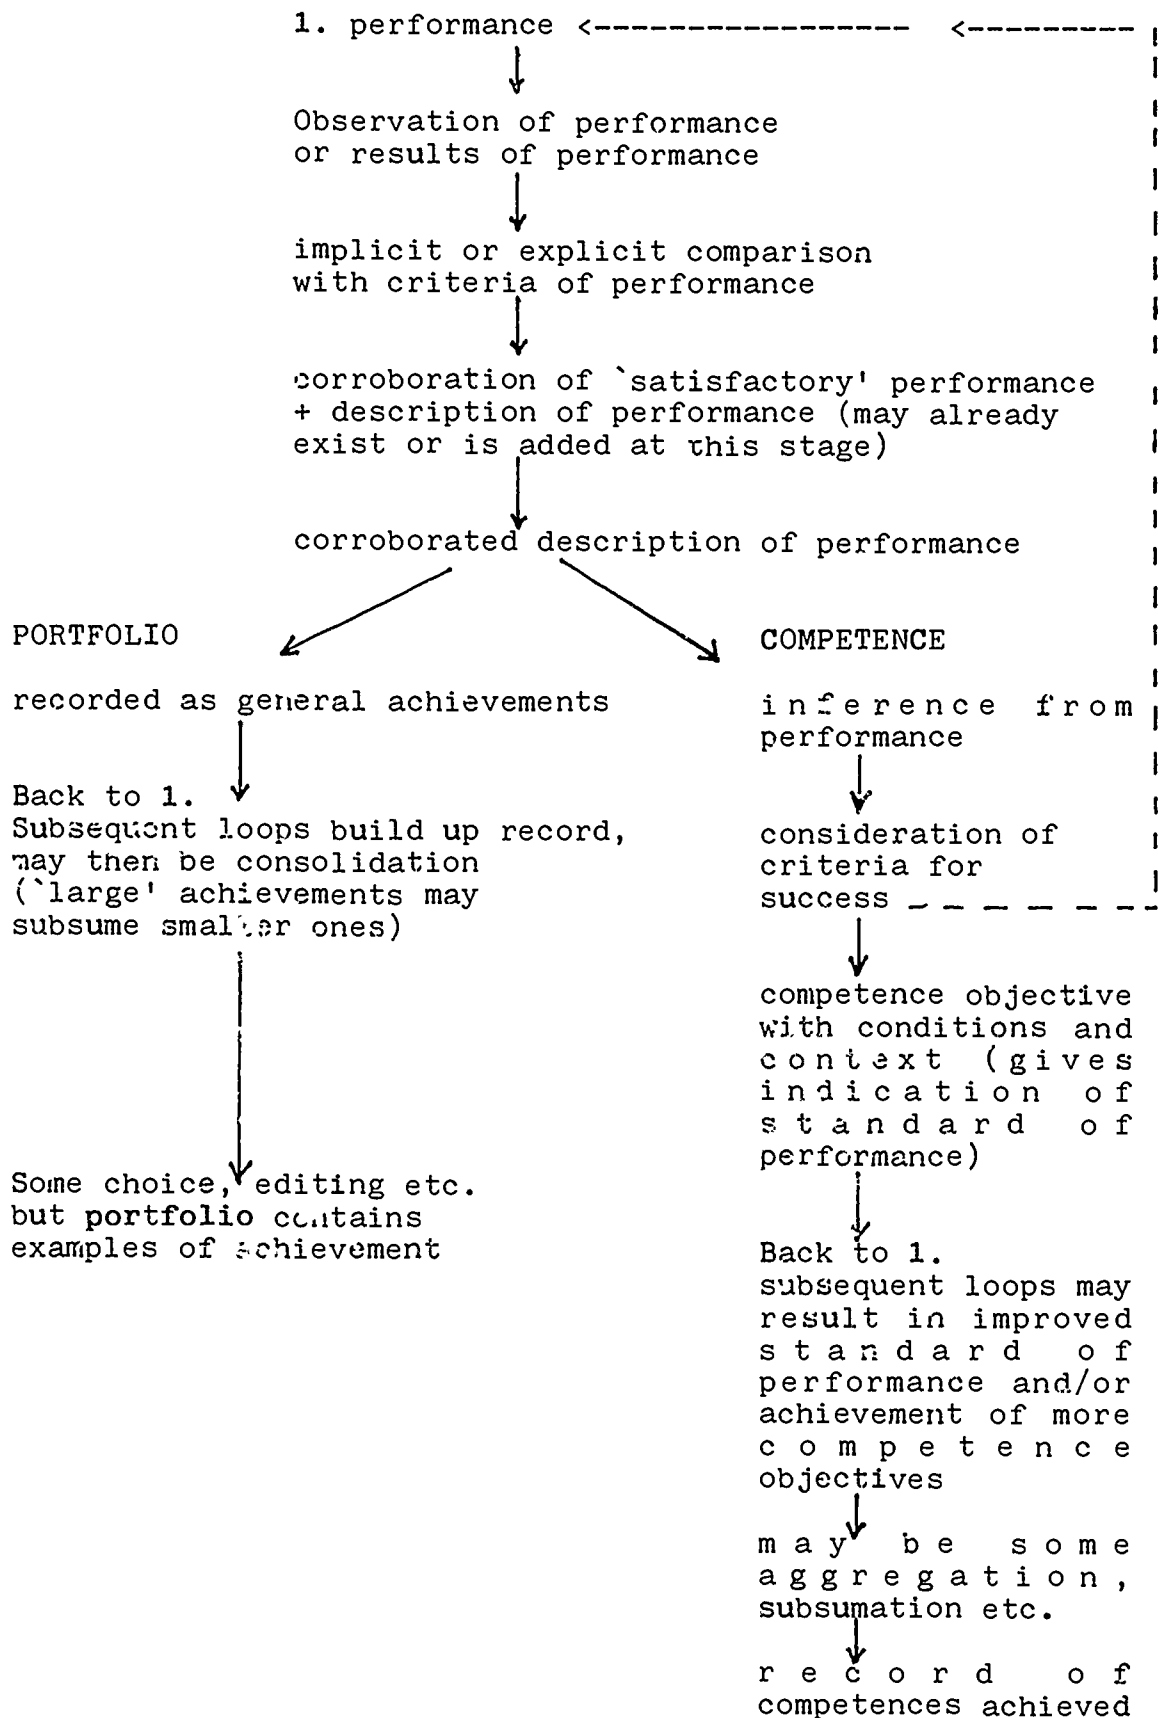 1. performance <----------------- <---------
Observation of performance
or results of performance
implicit or explicit comparison
with criteria of performance
corroboration of `satisfactory' performance
+ description of performance (may already
exist or is added at this stage)
corroborated description of performance
PORTFOLIO
recorded as general achievements
Back to 1.
Subsequent loops build up record,
may then be consolidation
(`large' achievements may
subsume smaller ones)
Some choice, editing etc.
but portfolio contains
examples of achievement
COMPETENCE
inference from
performance
consideration of
criteria for
success
competence objective
with conditions and
context (gives
indication of
standard of
performance)
Back to 1.
subsequent loops may
result in improved
standard of
performance and/or
achievement of more
competence
objectives
may be some
aggregation,
subsumation etc.
record of
competences achieved